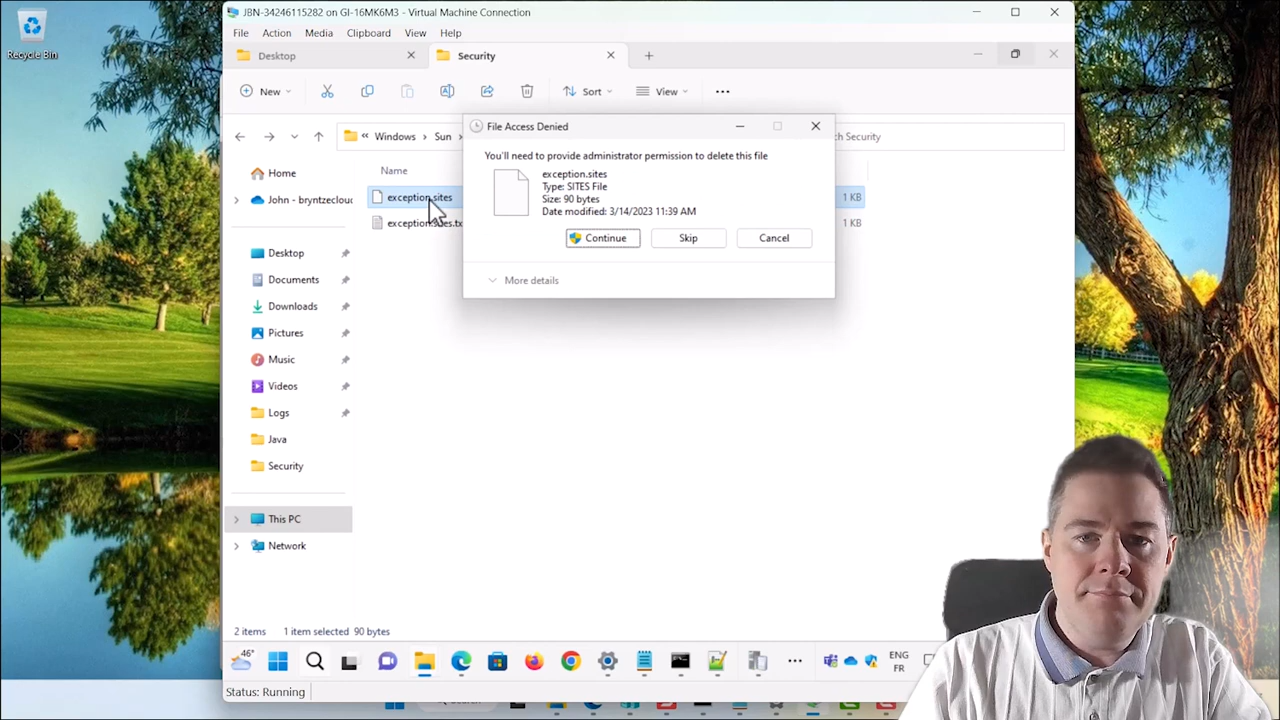 Recycle Bin
JBN-34246115282 on GI-16MK6M3 - Virtual Machine Connection
File Action Media Clipboard View Help
Desktop
Security
New
Sort
View
Windows
Sun
Security
Name
File Access Denied
You'll need to provide administrator permission to delete this file
exception.sites
Type: SITES File
Size: 90 bytes
Date modified: 3/14/2023 11:39 AM
Continue
Skip
Cancel
More details
exception.sites
1 KB
1 KB
Home
John - bryntzeclou
Desktop
Documents
Downloads
Pictures
Music
Videos
Logs
Java
Security
This PC
Network
2 items 1 item selected 90 bytes
46°
ENG
FR
Status: Running